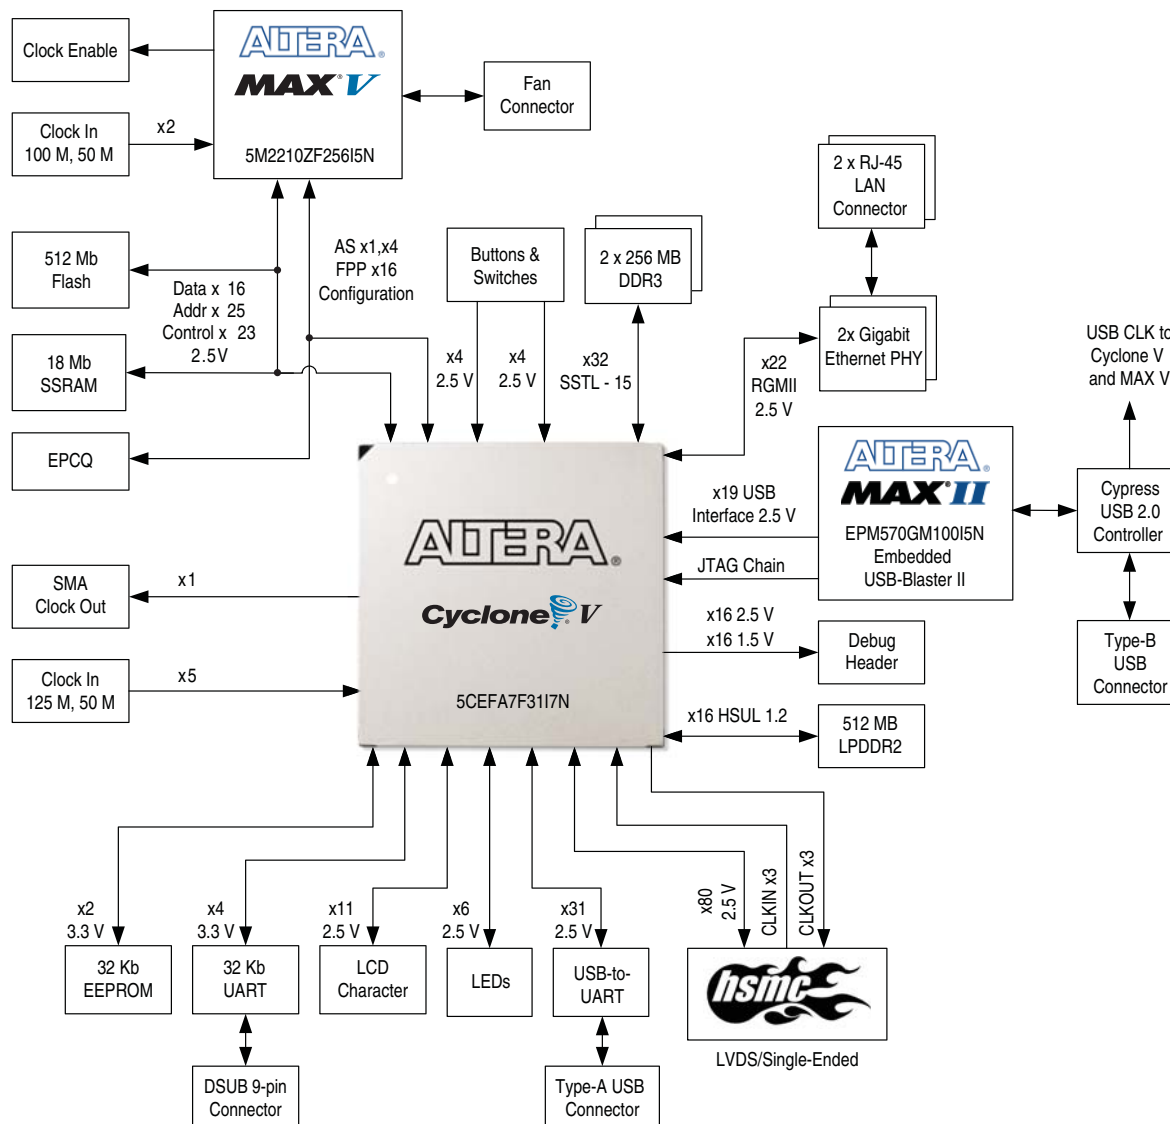 Clock Enable
ALTERA®
MAX® V
5M2210ZF256I5N
Fan
Connector
Clock In
100 M, 50 M
x2
2 x RJ-45
LAN
Connector
512 Mb
Flash
Data x 16
Addr x 25
Control x 23
2.5V
AS x1,x4
FPP x16
Configuration
Buttons &
Switches
2 x 256 MB
DDR3
2x Gigabit
Ethernet PHY
USB CLK to
Cyclone V
and MAX V
18 Mb
SSRAM
x4
2.5 V
x4
2.5 V
x32
SSTL - 15
x22
RGMII
2.5 V
EPCQ
ALTERA®
MAX® II
EPM570GM100I5N
Embedded
USB-Blaster II
Cypress
USB 2.0
Controller
x19 USB
Interface 2.5 V
JTAG Chain
ALTERA®
Cyclone® V
5CEFA7F31I7N
SMA
Clock Out
x1
x16 2.5 V
x16 1.5 V
Debug
Header
Type-B
USB
Connector
Clock In
125 M, 50 M
x5
x16 HSUL 1.2
512 MB
LPDDR2
x2
3.3 V
x4
3.3 V
x11
2.5 V
x6
2.5 V
x31
2.5 V
x80
2.5 V
CLKIN x3
CLKOUT x3
32 Kb
EEPROM
32 Kb
UART
LCD
Character
LEDs
USB-to-
UART
hsmc
LVDS/Single-Ended
DSUB 9-pin
Connector
Type-A USB
Connector